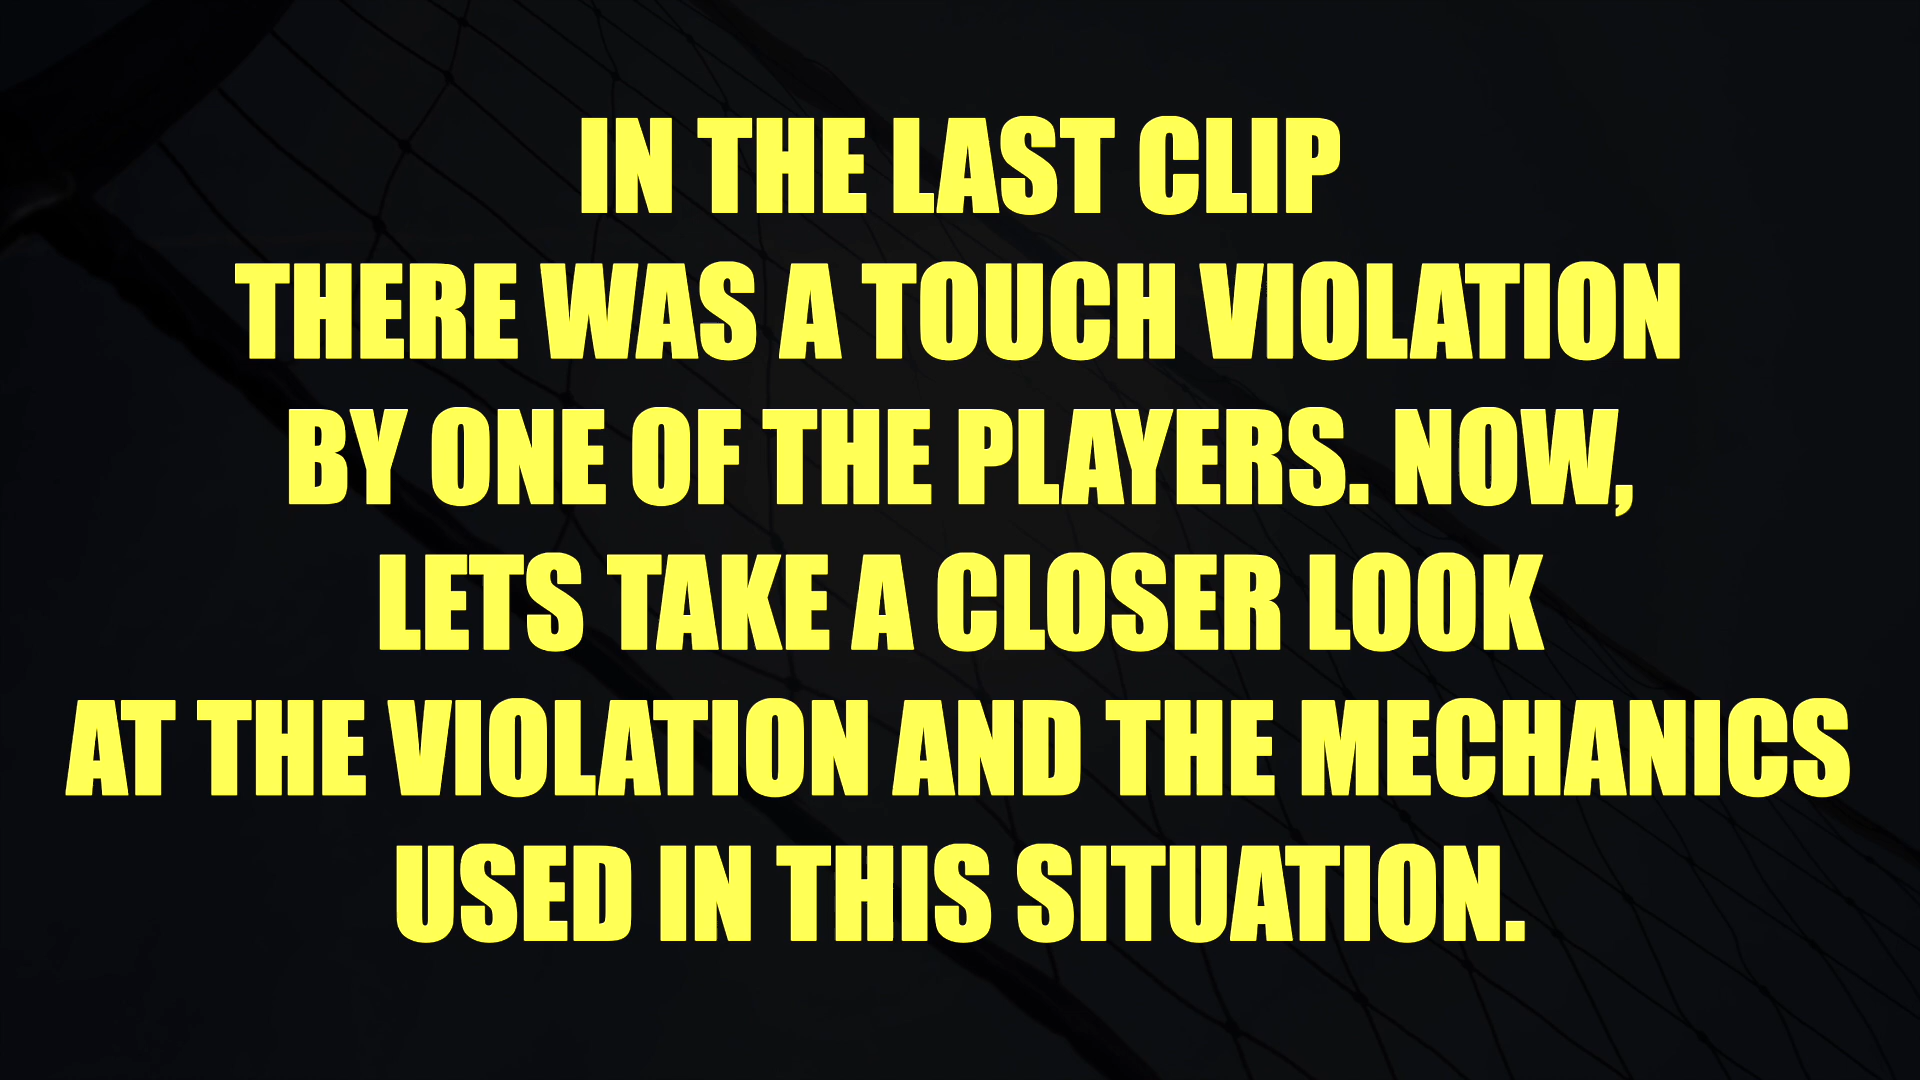 IN THE LAST CLIP
THERE WAS A TOUCH VIOLATION
BY ONE OF THE PLAYERS. NOW,
LETS TAKE A CLOSER LOOK
AT THE VIOLATION AND THE MECHANICS
USED IN THIS SITUATION.